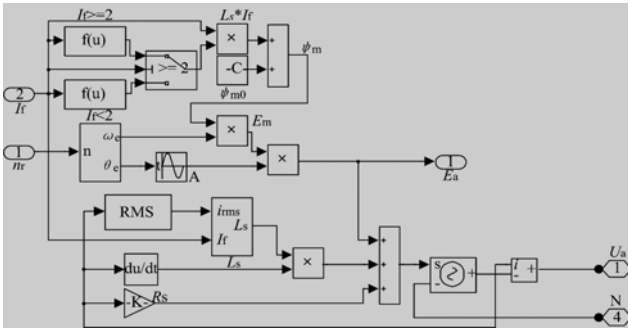 If>=2
Ls*If
f(u)
×
+
ψm
>= 2
2
If
f(u)
-C
+
ψm0
If<2
ωe
×
Em
1
nr
n
θe
t
A
×
1
Ea
RMS
irms
Ls
If
+
Ls
×
+
du/dt
-K-
Rs
+
s
+
-
i
+
-
Ua
1
N
4